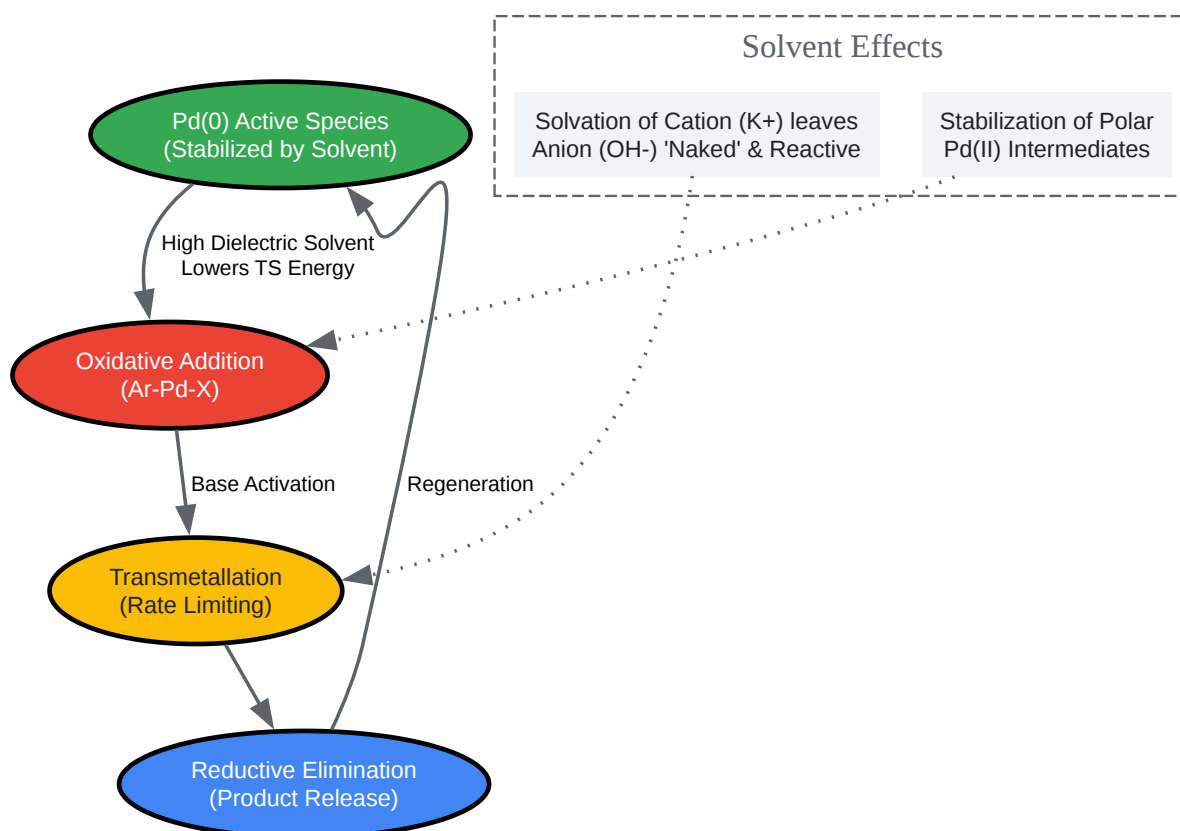 Solvent Effects
Pd(0) Active Species
(Stabilized by Solvent)
Solvation of Cation (K+) leaves
Anion (OH-) 'Naked' & Reactive
Stabilization of Polar
Pd(II) Intermediates
High Dielectric Solvent
Lowers TS Energy
Oxidative Addition
(Ar-Pd-X)
Base Activation
Regeneration
Transmetallation
(Rate Limiting)
Reductive Elimination
(Product Release)